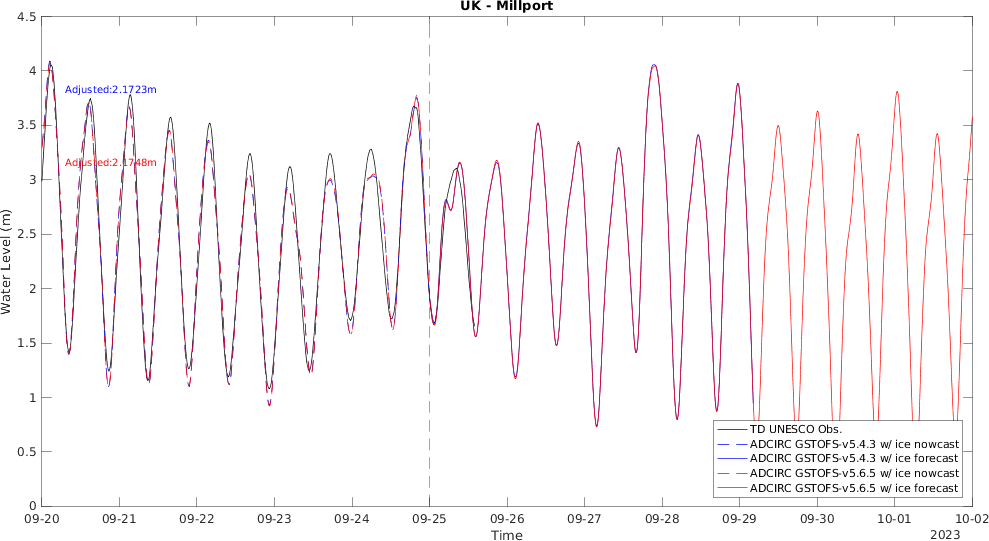 UK - Millport
4.5
4
3.5
3
2.5
2
1.5
1
0.5
0
Water Level (m)
Adjusted:2.1723m
Adjusted:2.1748m
TD UNESCO Obs.
ADCIRC GSTOFS-v5.4.3 w/ ice nowcast
ADCIRC GSTOFS-v5.4.3 w/ ice forecast
ADCIRC GSTOFS-v5.6.5 w/ ice nowcast
ADCIRC GSTOFS-v5.6.5 w/ ice forecast
09-20 09-21 09-22 09-23 09-24 09-25 09-26 09-27 09-28 09-29 09-30 10-01 10-02
Time
2023